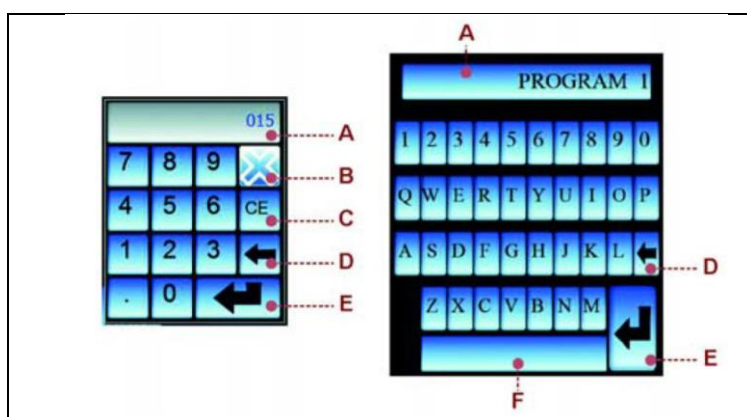 015
A
7 8 9
B
4 5 6 CE
C
1 2 3
D
. 0
E
A
PROGRAM 1
1 2 3 4 5 6 7 8 9 0
Q W E R T Y U I O P
A S D F G H J K L
D
Z X C V B N M
E
F